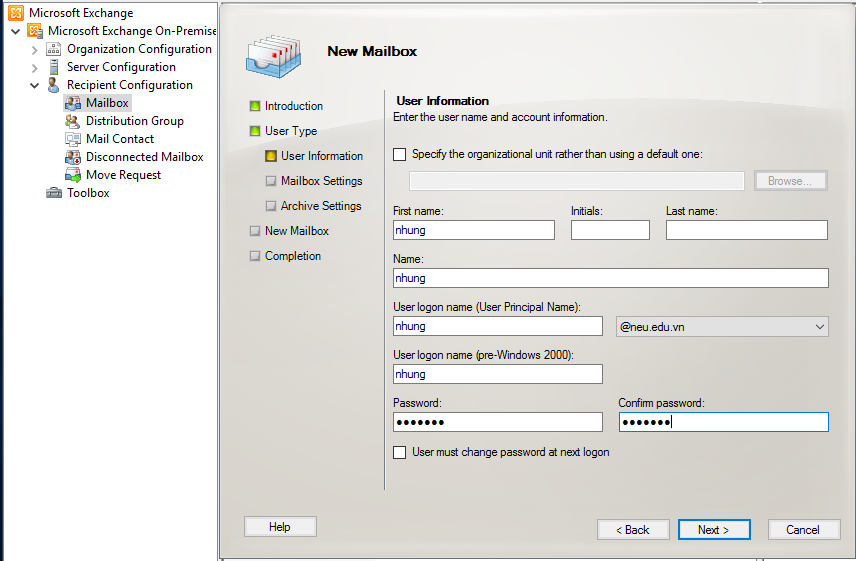 Microsoft Exchange
Microsoft Exchange On-Premise
Organization Configuration
Server Configuration
Recipient Configuration
Mailbox
Distribution Group
Mail Contact
Disconnected Mailbox
Move Request
Toolbox
New Mailbox
Introduction
User Type
User Information
Mailbox Settings
Archive Settings
New Mailbox
Completion
User Information
Enter the user name and account information.
Specify the organizational unit rather than using a default one:
Browse...
First name: Initials: Last name:
nhung
Name:
nhung
User logon name (User Principal Name):
nhung @neu.edu.vn
User logon name (pre-Windows 2000):
nhung
Password: Confirm password:
●●●●●●● ●●●●●●●
User must change password at next logon
Help < Back Next > Cancel